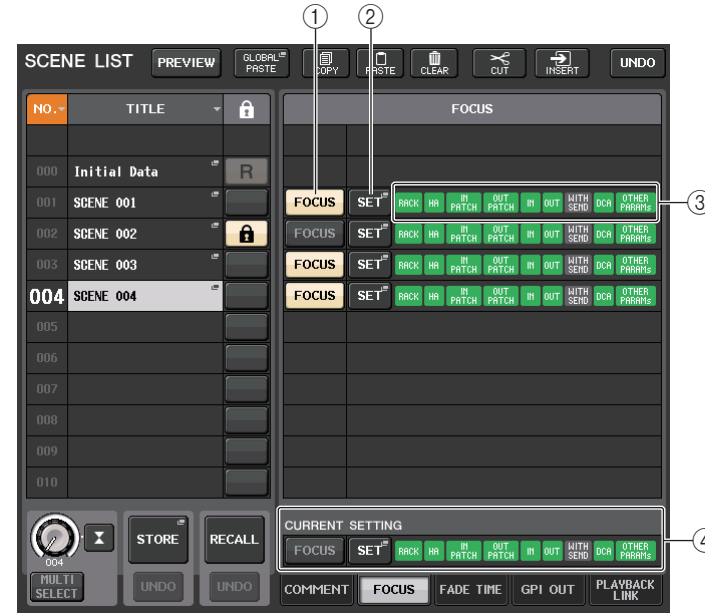 ① ②
SCENE LIST PREVIEW GLOBAL PASTE COPY PASTE CLEAR CUT INSERT UNDO
NO. TITLE FOCUS
000 Initial Data R
001 SCENE 001 FOCUS SET RACK HA IN PATCH OUT PATCH IN OUT WITH SEND DCA OTHER PARAMs ③
002 SCENE 002 FOCUS SET RACK HA IN PATCH OUT PATCH IN OUT WITH SEND DCA OTHER PARAMs
003 SCENE 003 FOCUS SET RACK HA IN PATCH OUT PATCH IN OUT WITH SEND DCA OTHER PARAMs
004 SCENE 004 FOCUS SET RACK HA IN PATCH OUT PATCH IN OUT WITH SEND DCA OTHER PARAMs
005
006
007
008
009
010
CURRENT SETTING
004 STORE RECALL FOCUS SET RACK HA IN PATCH OUT PATCH IN OUT WITH SEND DCA OTHER PARAMs ④
MULTI SELECT UNDO UNDO COMMENT FOCUS FADE TIME GPI OUT PLAYBACK LINK